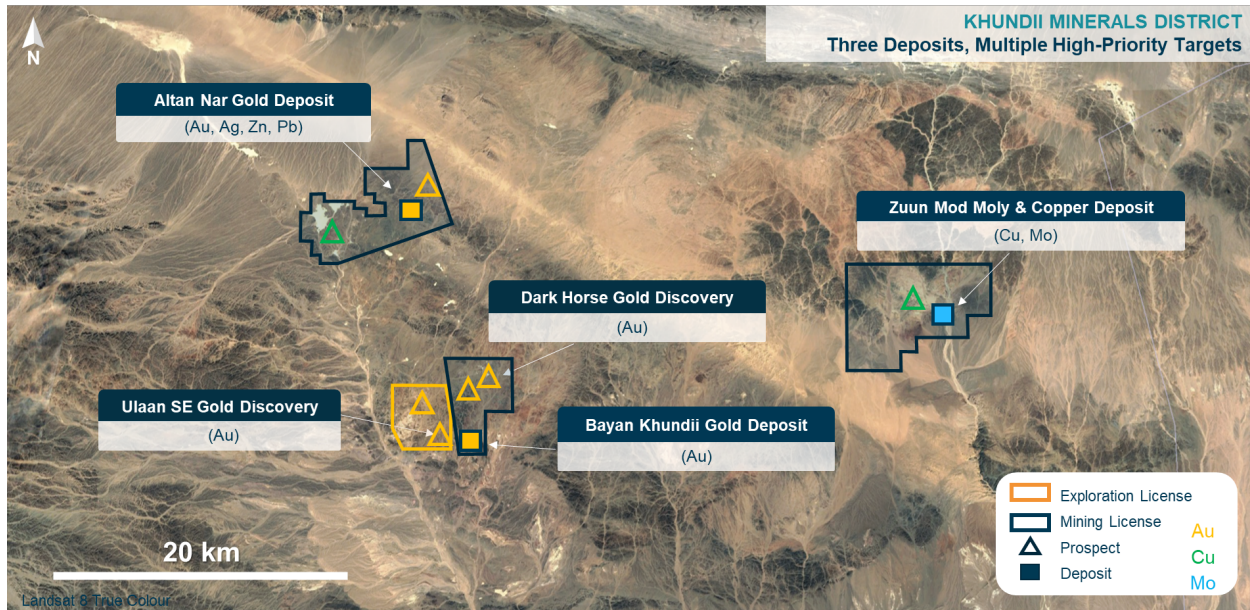 KHUNDII MINERALS DISTRICT
Three Deposits, Multiple High-Priority Targets
N
Altan Nar Gold Deposit
(Au, Ag, Zn, Pb)
Zuun Mod Moly & Copper Deposit
(Cu, Mo)
Dark Horse Gold Discovery
(Au)
Ulaan SE Gold Discovery
(Au)
Bayan Khundii Gold Deposit
(Au)
Exploration License
Mining License
Prospect
Deposit
Au
Cu
Mo
20 km
Landsat 8 True Colour